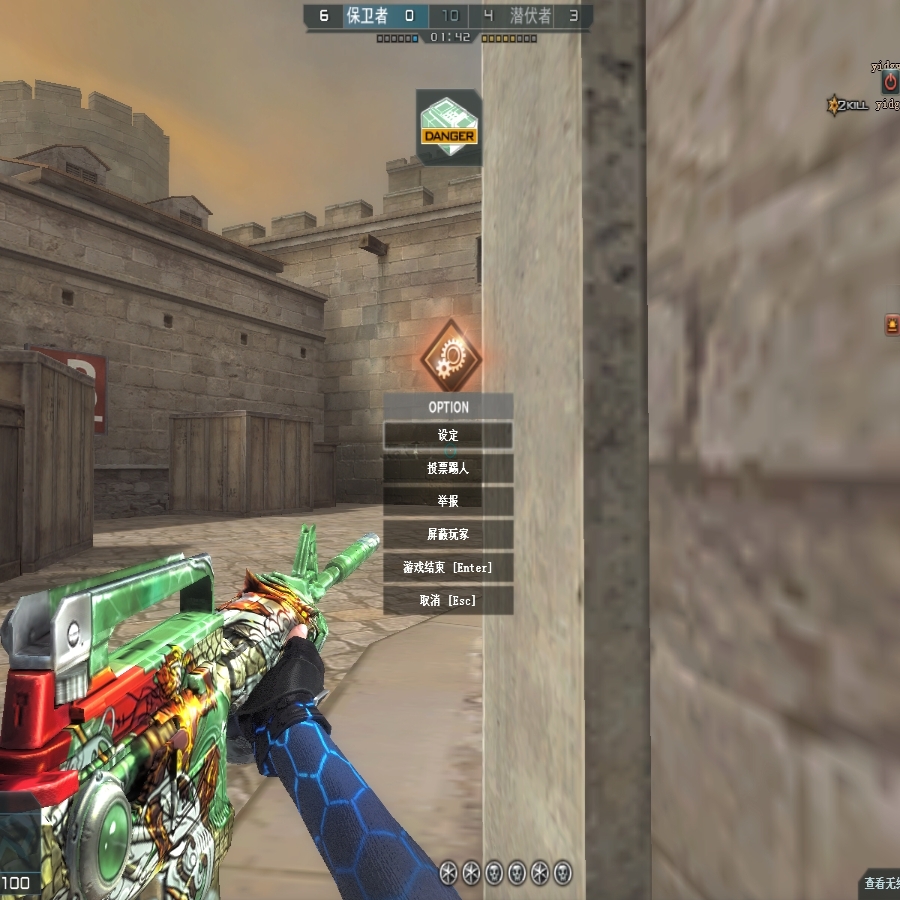 6 保卫者 0 10 4 潜伏者 3
01:42
yidg
2KILL yidg
DANGER
OPTION
设定
投票踢人
举报
屏蔽玩家
游戏结束 [Enter]
取消 [Esc]
100
查看无